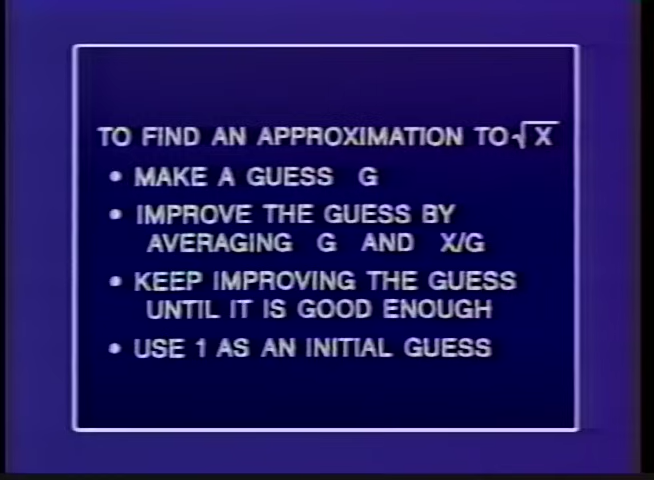 TO FIND AN APPROXIMATION TO √X
• MAKE A GUESS G
• IMPROVE THE GUESS BY
AVERAGING G AND X/G
• KEEP IMPROVING THE GUESS
UNTIL IT IS GOOD ENOUGH
• USE 1 AS AN INITIAL GUESS